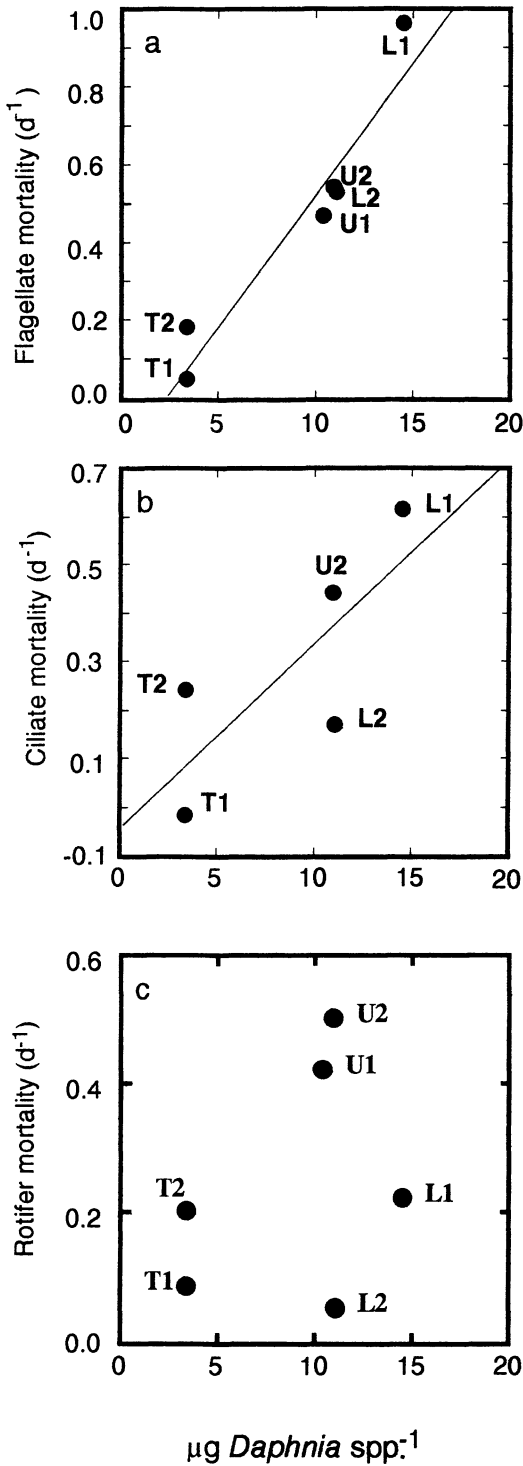 1.0
a
L1
0.8
Flagellate mortality (d-1)
U2
L2
U1
0.4
T2
0.2
T1
0.0
0 5 10 15 20
0.7
b
L1
0.5
U2
Ciliate mortality (d-1)
0.3
T2
L2
0.1
T1
-0.1
0 5 10 15 20
0.6
c
U2
U1
0.4
Rotifer mortality (d-1)
T2
L1
0.2
T1
L2
0.0
0 5 10 15 20
µg Daphnia spp.-1